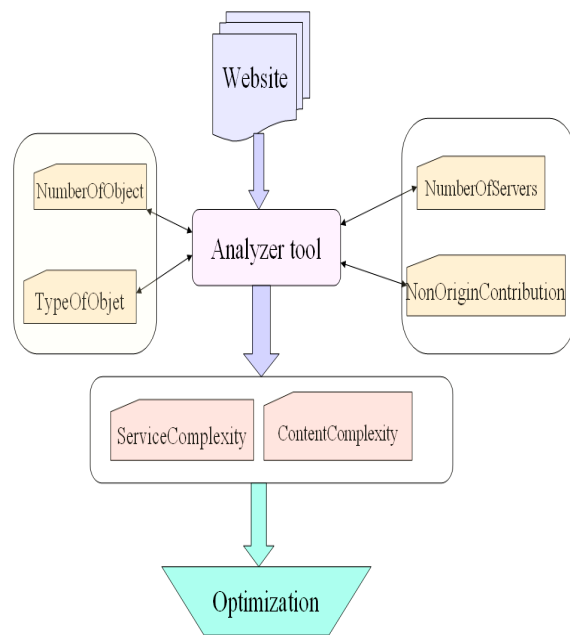 Website
NumberOfObject
NumberOfServers
Analyzer tool
TypeOfObjet
NonOriginContribution
ServiceComplexity
ContentComplexity
Optimization